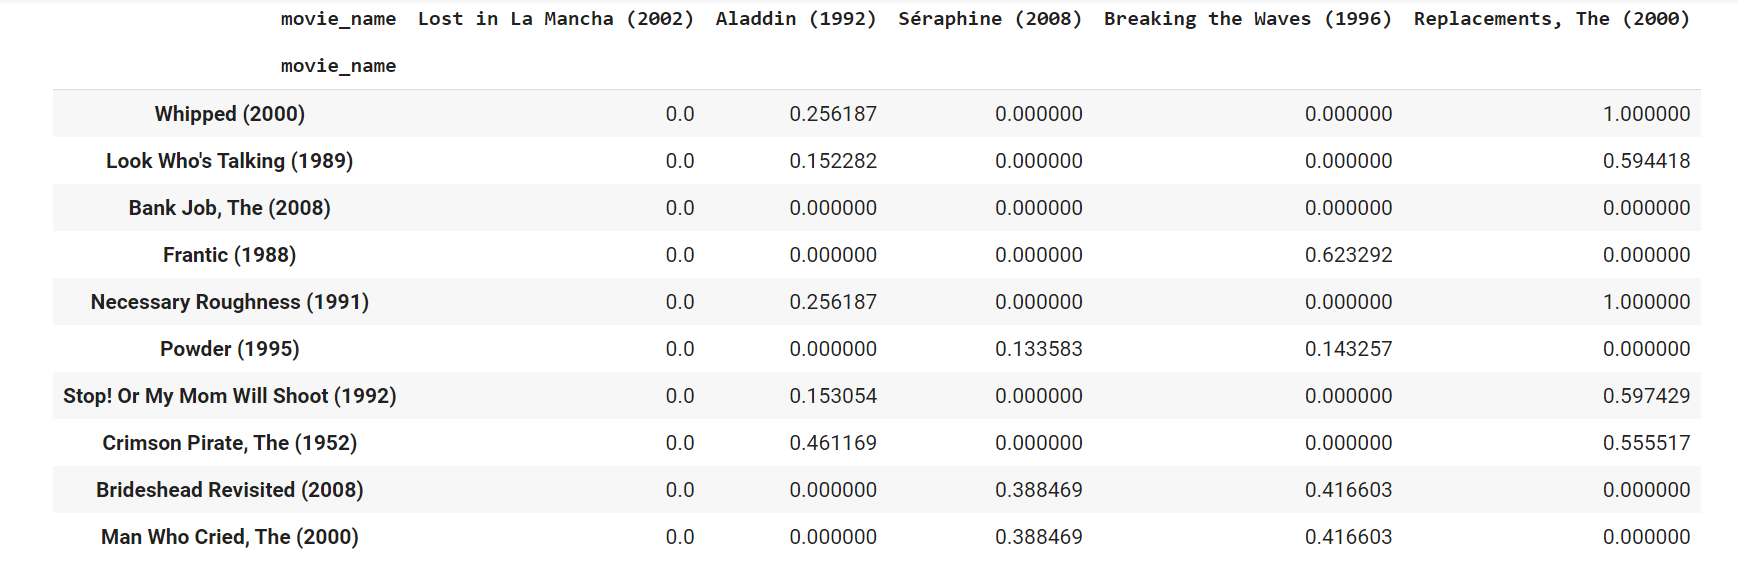 movie_name Lost in La Mancha (2002) Aladdin (1992) Séraphine (2008) Breaking the Waves (1996) Replacements, The (2000)
movie_name
Whipped (2000) 0.0 0.256187 0.000000 0.000000 1.000000
Look Who's Talking (1989) 0.0 0.152282 0.000000 0.000000 0.594418
Bank Job, The (2008) 0.0 0.000000 0.000000 0.000000 0.000000
Frantic (1988) 0.0 0.000000 0.000000 0.623292 0.000000
Necessary Roughness (1991) 0.0 0.256187 0.000000 0.000000 1.000000
Powder (1995) 0.0 0.000000 0.133583 0.143257 0.000000
Stop! Or My Mom Will Shoot (1992) 0.0 0.153054 0.000000 0.000000 0.597429
Crimson Pirate, The (1952) 0.0 0.461169 0.000000 0.000000 0.555517
Brideshead Revisited (2008) 0.0 0.000000 0.388469 0.416603 0.000000
Man Who Cried, The (2000) 0.0 0.000000 0.388469 0.416603 0.000000